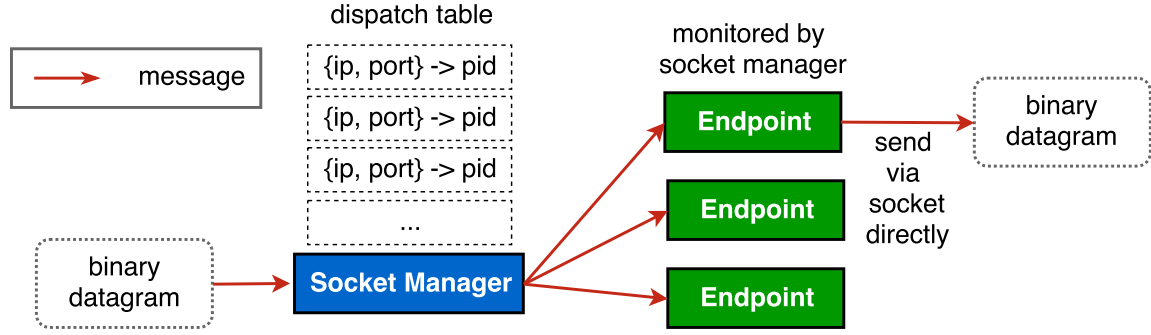 dispatch table
message
{ip, port} -> pid
{ip, port} -> pid
{ip, port} -> pid
...
Socket Manager
binary
datagram
monitored by
socket manager
Endpoint
Endpoint
Endpoint
send
via
socket
directly
binary
datagram